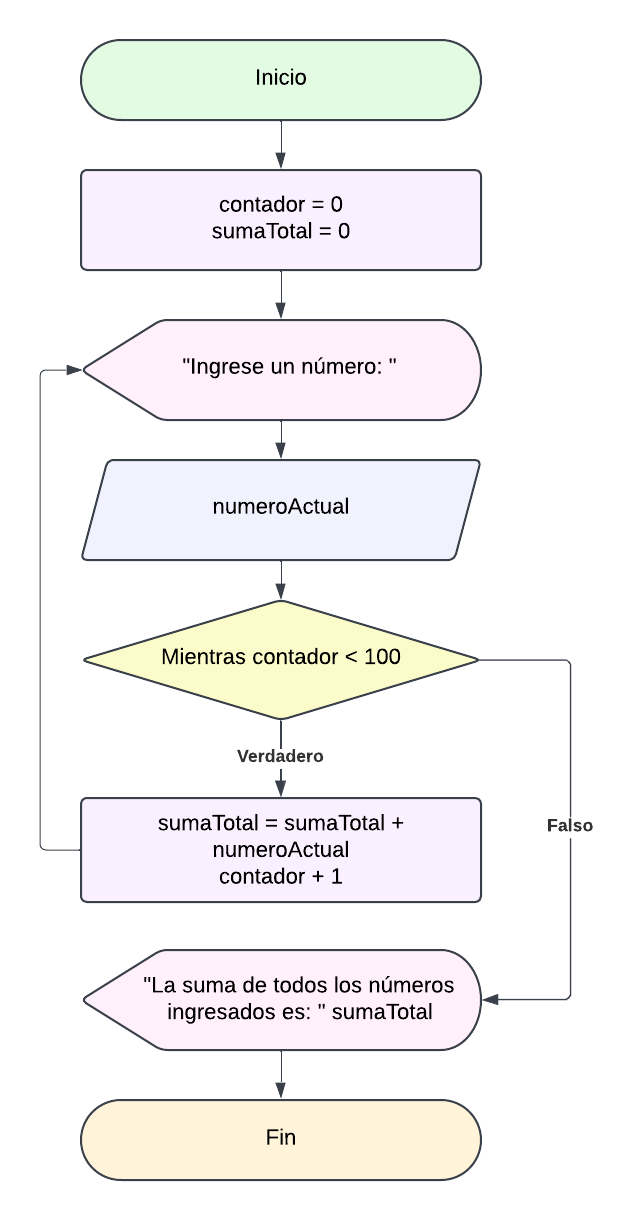 Inicio
contador = 0
sumaTotal = 0
"Ingrese un número: "
numeroActual
Mientras contador < 100
Verdadero
sumaTotal = sumaTotal +
numeroActual
contador + 1
Falso
"La suma de todos los números
ingresados es: " sumaTotal
Fin